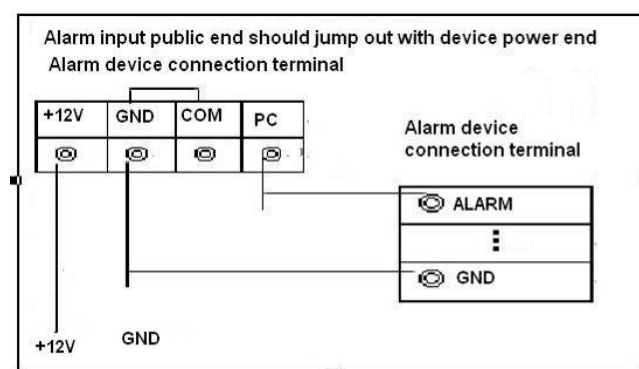 Alarm input public end should jump out with device power end
Alarm device connection terminal
+12V GND COM PC
Alarm device
connection terminal
ALARM
GND
+12V GND